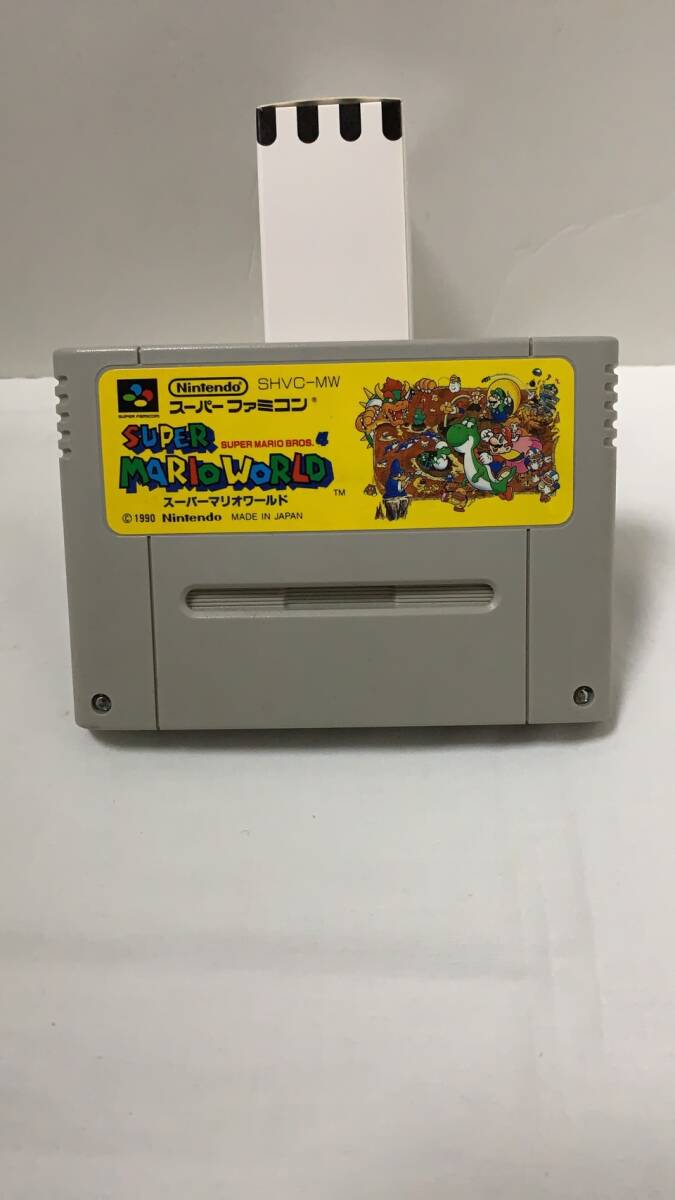 Nintendo SHVC-MW
SUPER FAMICOM
スーパーファミコン®
SUPER MARIO BROS. 4
SUPER
MARIO WORLD
スーパーマリオワールド TM
©1990 Nintendo MADE IN JAPAN